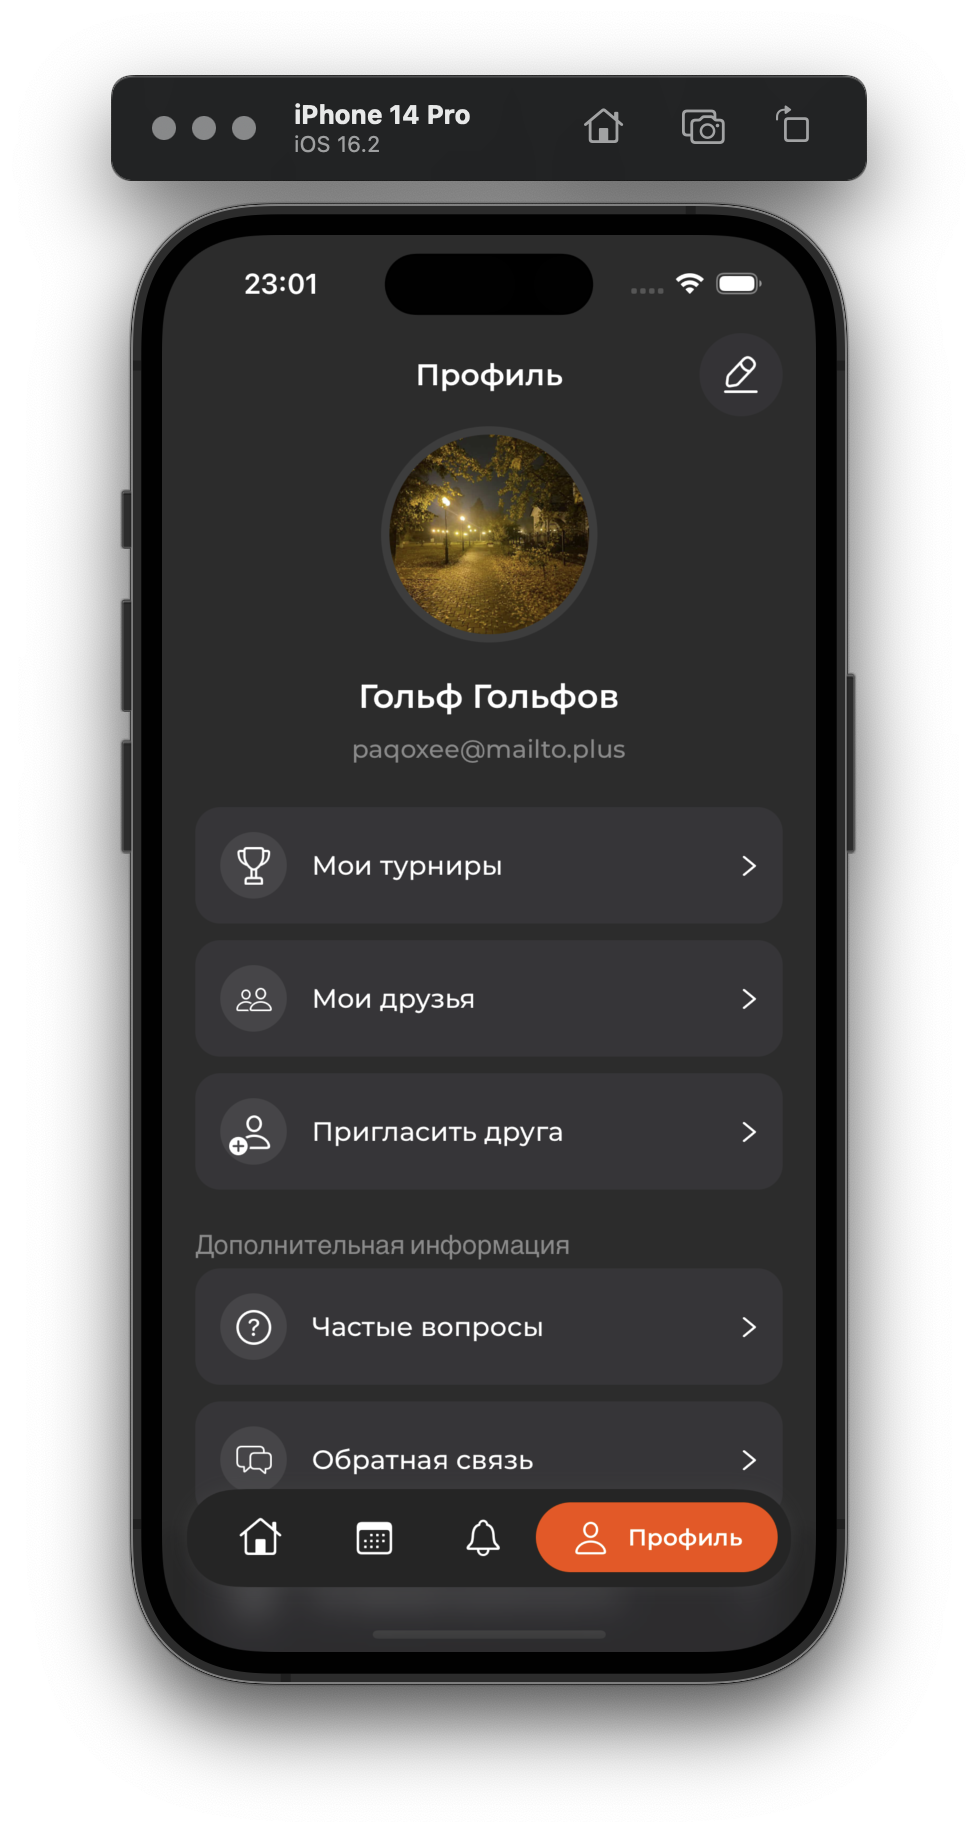 iPhone 14 Pro
iOS 16.2
23:01
Профиль
Гольф Гольфов
paqoxee@mailto.plus
Мои турниры
Мои друзья
Пригласить друга
Дополнительная информация
Частые вопросы
Обратная связь
Профиль